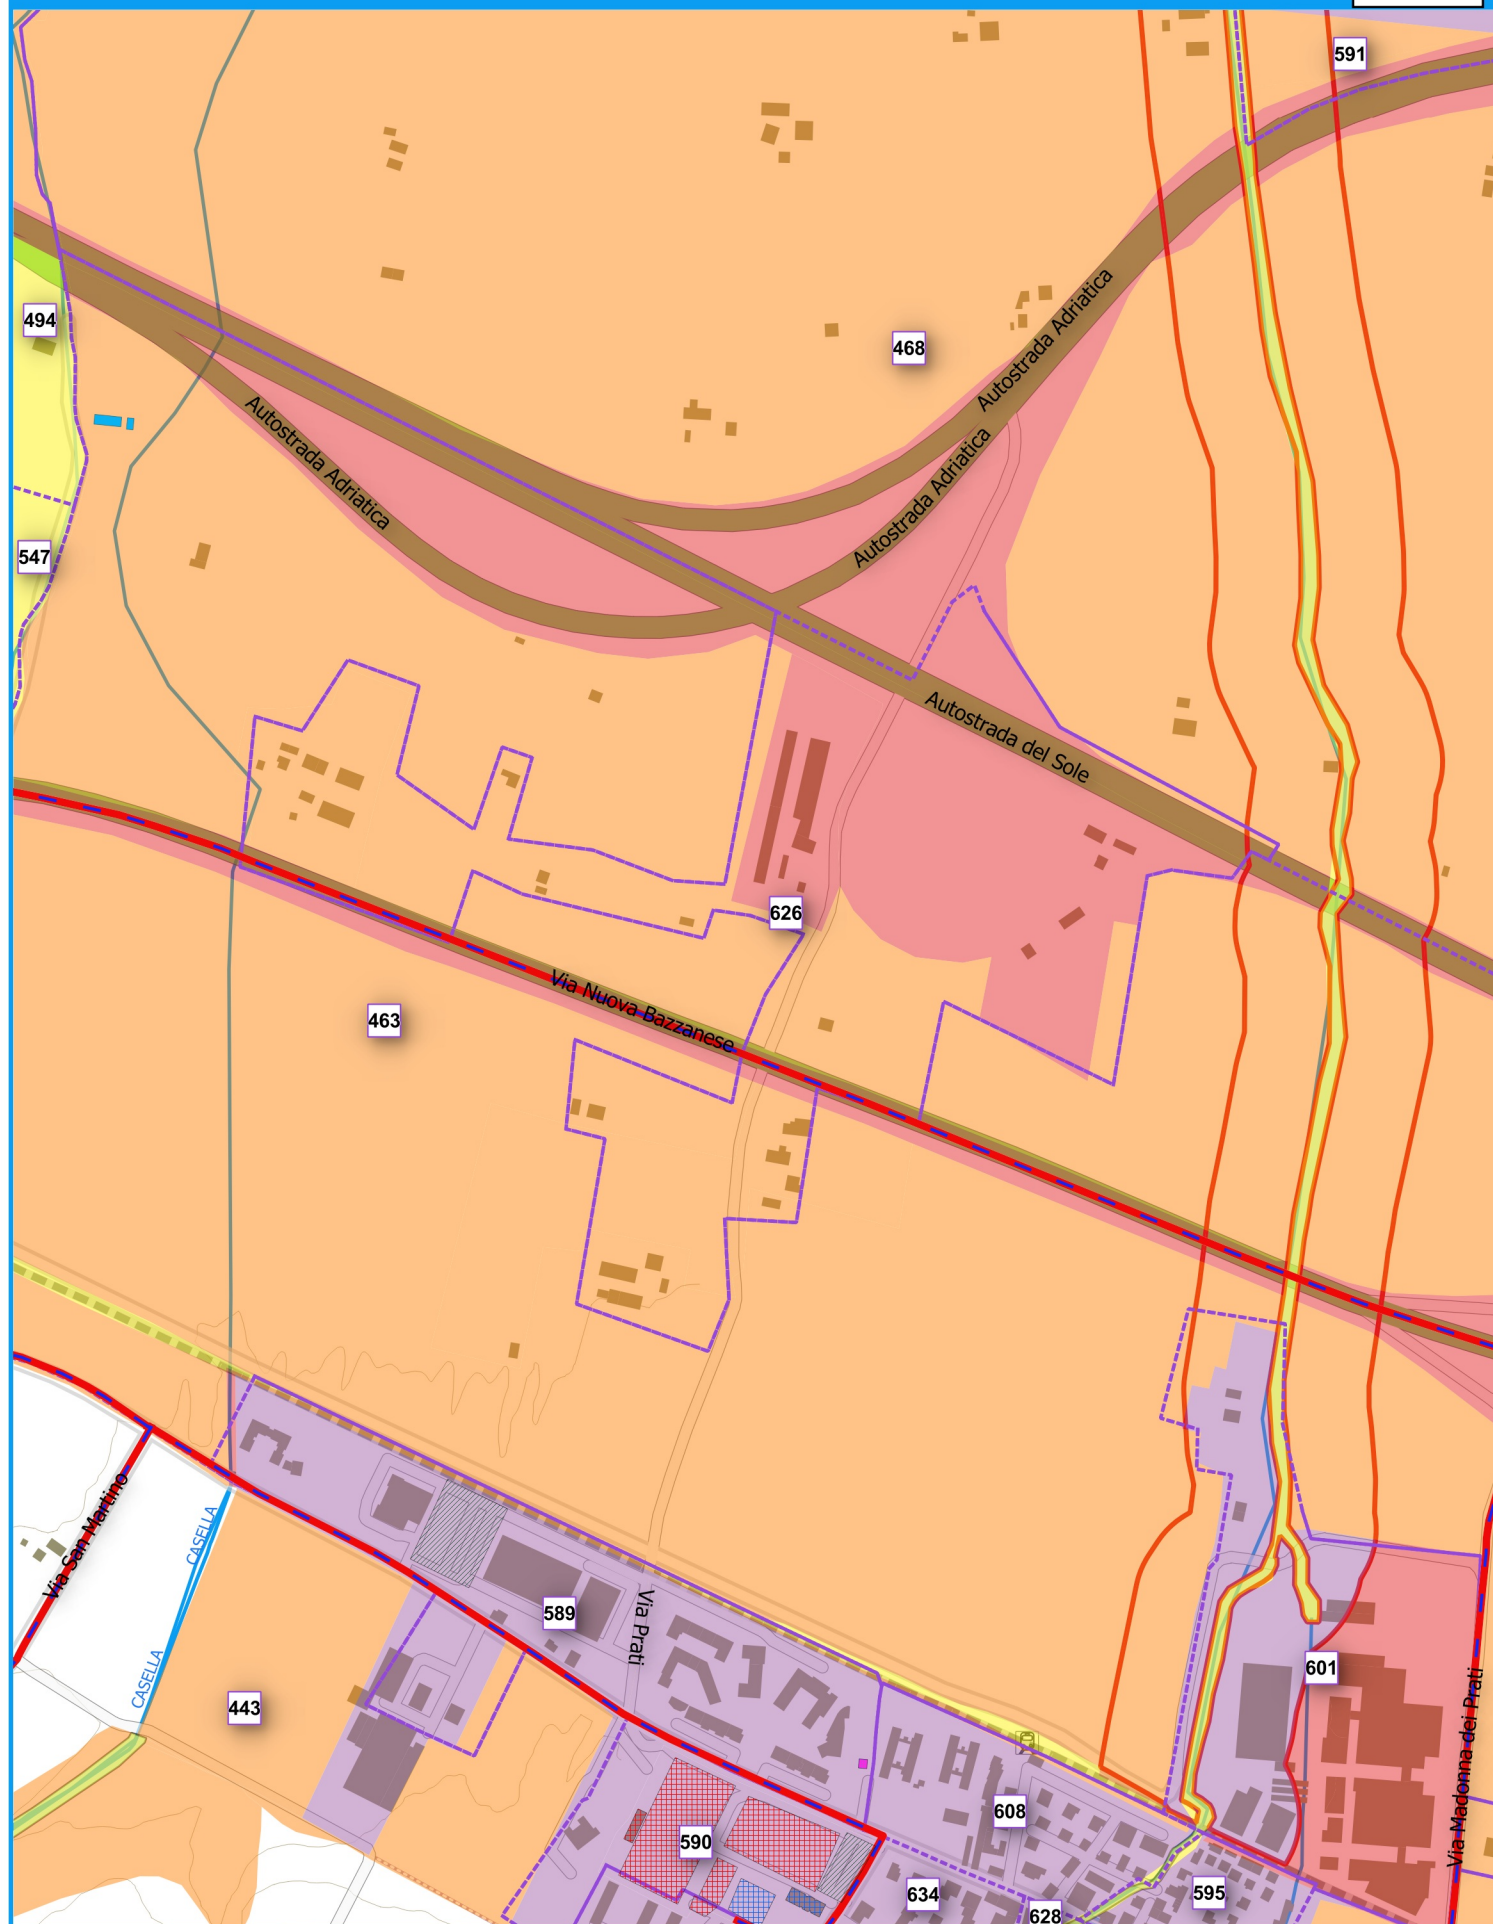 591
494
468
Autostrada Adriatica
Autostrada Adriatica
Autostrada Adriatica
547
Autostrada del Sole
626
Via Nuova Bazzanese
463
Via San Martino
CASELLA
589
Via Prati
CASELLA
601
443
Via Madonna dei Prati
608
590
634
595
628